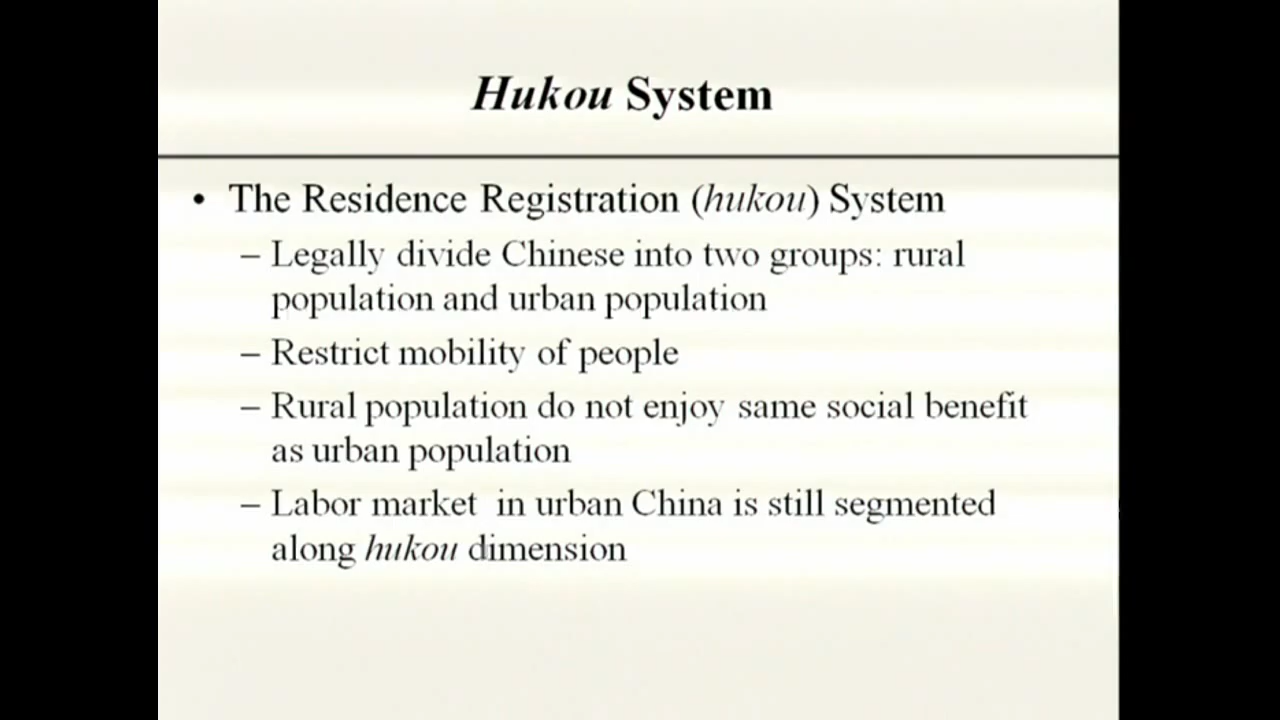 Hukou System
• The Residence Registration (hukou) System
– Legally divide Chinese into two groups: rural
population and urban population
– Restrict mobility of people
– Rural population do not enjoy same social benefit
as urban population
– Labor market in urban China is still segmented
along hukou dimension